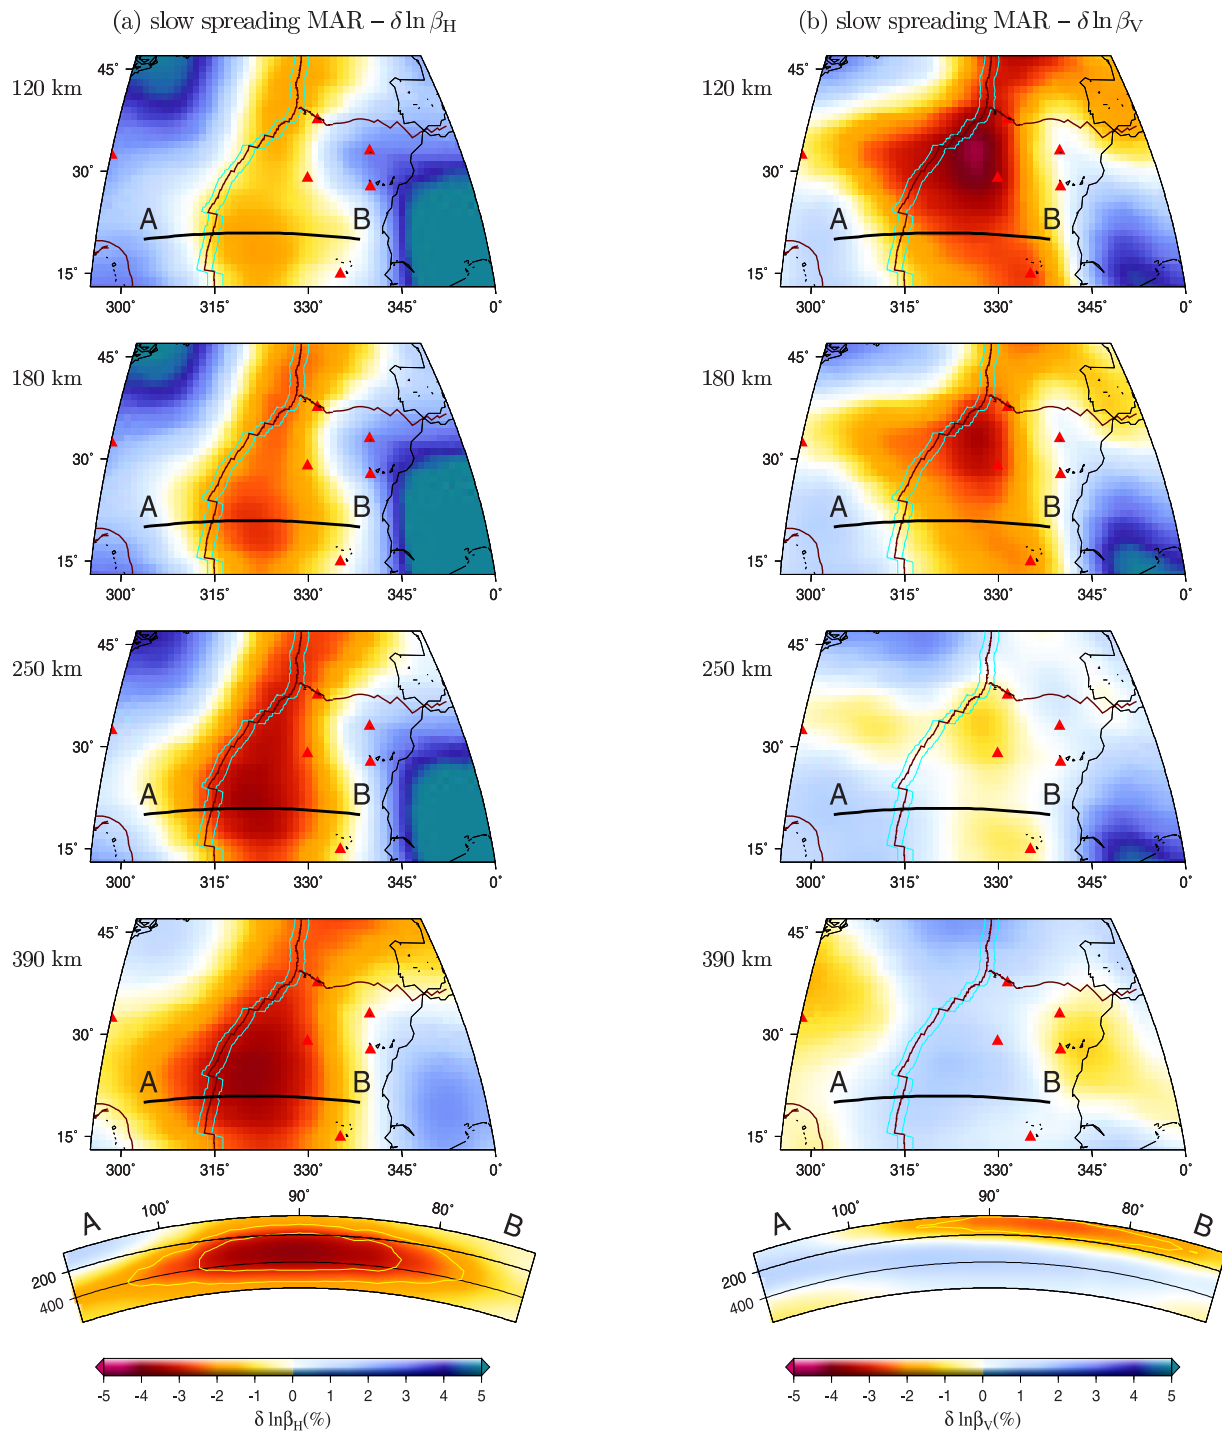 (a) slow spreading MAR − δ ln β_H
(b) slow spreading MAR − δ ln β_V
120 km
45°
30°
15°
A
B
300°
315°
330°
345°
0°
120 km
45°
30°
15°
A
B
300°
315°
330°
345°
0°
180 km
45°
30°
15°
A
B
300°
315°
330°
345°
0°
180 km
45°
30°
15°
A
B
300°
315°
330°
345°
0°
250 km
45°
30°
15°
A
B
300°
315°
330°
345°
0°
250 km
45°
30°
15°
A
B
300°
315°
330°
345°
0°
390 km
45°
30°
15°
A
B
300°
315°
330°
345°
0°
390 km
45°
30°
15°
A
B
300°
315°
330°
345°
0°
A
100°
90°
80°
B
200
400
A
100°
90°
80°
B
200
400
-5 -4 -3 -2 -1 0 1 2 3 4 5
δ lnβ_H(%)
-5 -4 -3 -2 -1 0 1 2 3 4 5
δ lnβ_V(%)